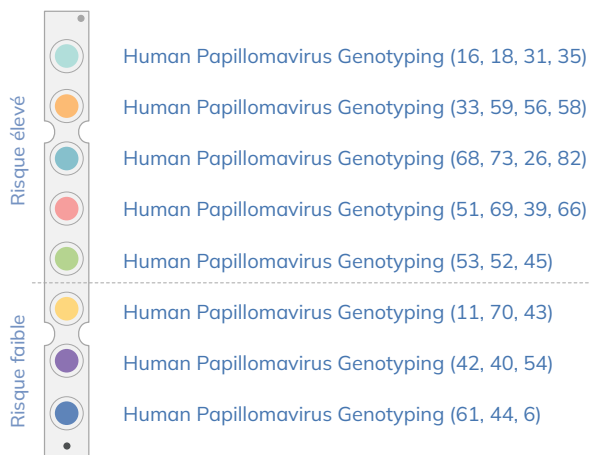 Risque élevé
Human Papillomavirus Genotyping (16, 18, 31, 35)
Human Papillomavirus Genotyping (33, 59, 56, 58)
Human Papillomavirus Genotyping (68, 73, 26, 82)
Human Papillomavirus Genotyping (51, 69, 39, 66)
Human Papillomavirus Genotyping (53, 52, 45)
Risque faible
Human Papillomavirus Genotyping (11, 70, 43)
Human Papillomavirus Genotyping (42, 40, 54)
Human Papillomavirus Genotyping (61, 44, 6)